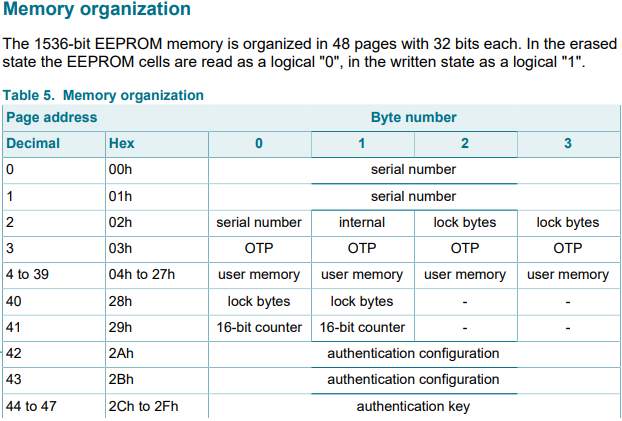 Memory organization
The 1536-bit EEPROM memory is organized in 48 pages with 32 bits each. In the erased
state the EEPROM cells are read as a logical "0", in the written state as a logical "1".
Table 5. Memory organization
Page address Byte number
Decimal Hex 0 1 2 3
0 00h serial number
1 01h serial number
2 02h serial number internal lock bytes lock bytes
3 03h OTP OTP OTP OTP
4 to 39 04h to 27h user memory user memory user memory user memory
40 28h lock bytes lock bytes - -
41 29h 16-bit counter 16-bit counter - -
42 2Ah authentication configuration
43 2Bh authentication configuration
44 to 47 2Ch to 2Fh authentication key